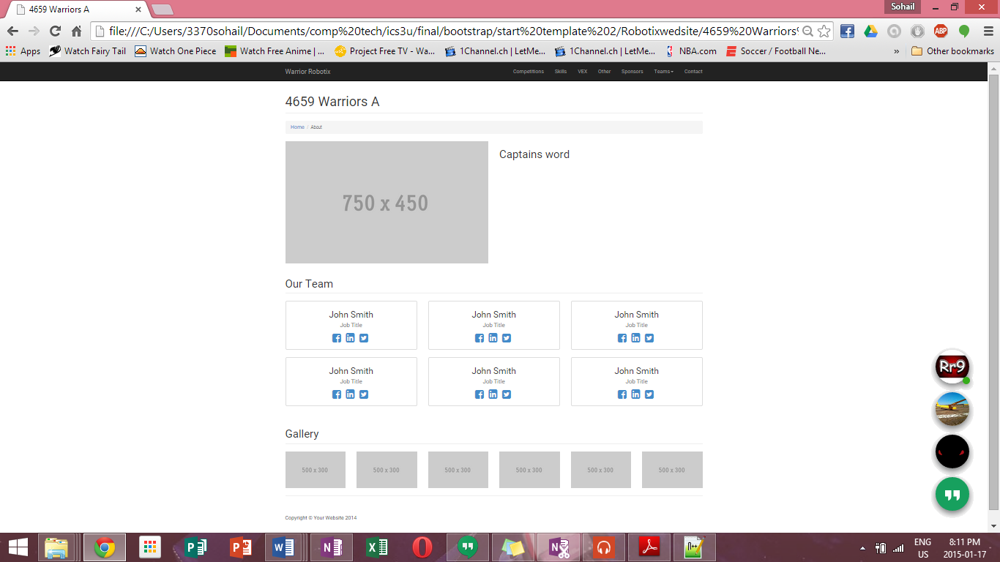 4659 Warriors A
Sohail
file:///C:/Users/3370sohail/Documents/comp%20tech/ics3u/final/bootstrap/start%20template%202/Robotixwedsite/4659%20Warriors%
ABP
Apps Watch Fairy Tail Watch One Piece Watch Free Anime | ... Project Free TV - Wa... 1Channel.ch | LetMe... 1Channel.ch | LetMe... NBA.com Soccer / Football Ne... » Other bookmarks
Warrior Robotix Competitions Skills VEX Other Sponsors Teams Contact
4659 Warriors A
Home / About
750 x 450
Captains word
Our Team
John Smith John Smith John Smith
Job Title Job Title Job Title
John Smith John Smith John Smith
Job Title Job Title Job Title
Rr9
Gallery
500 x 300 500 x 300 500 x 300 500 x 300 500 x 300 500 x 300
Copyright © Your Website 2014
ENG 8:11 PM
US 2015-01-17